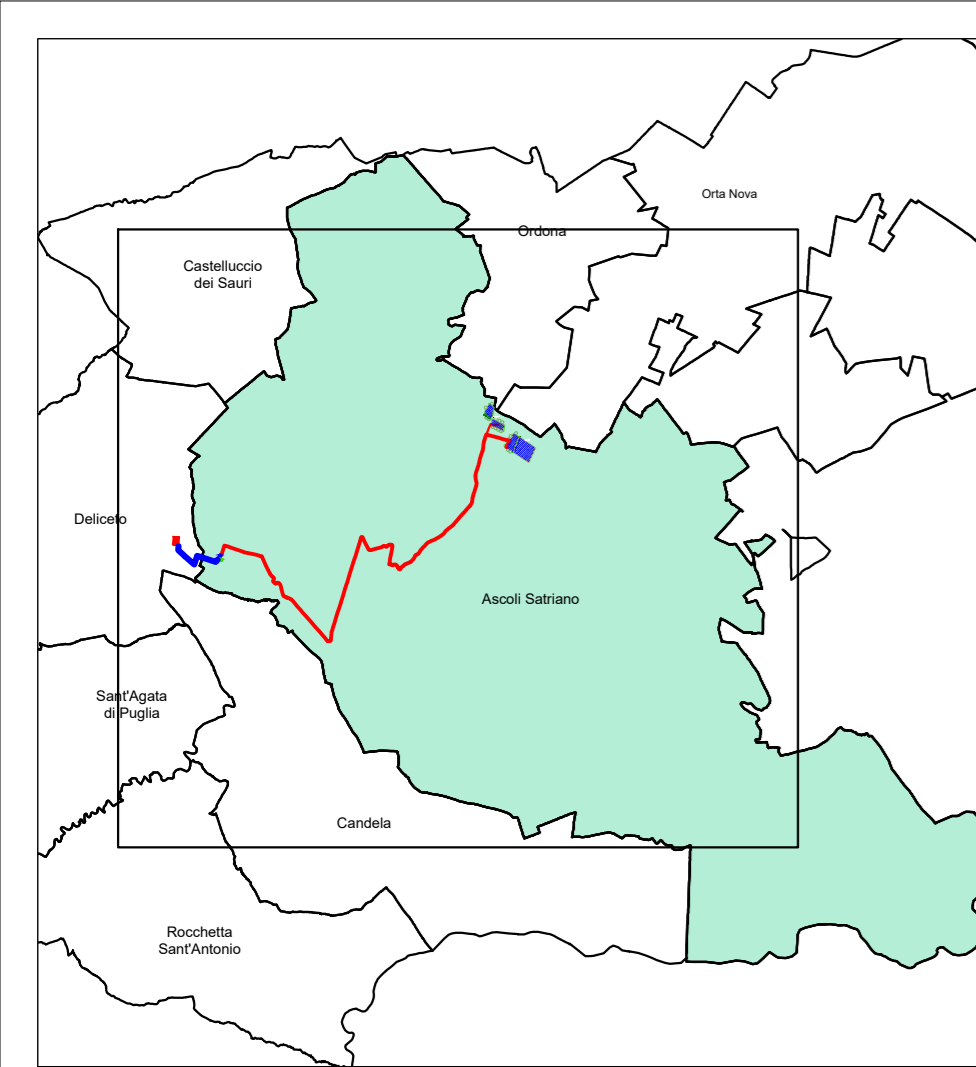 Orta Nova
Ordona
Castelluccio
dei Sauri
Deliceto
Ascoli Satriano
Sant'Agata
di Puglia
Candela
Rocchetta
Sant'Antonio